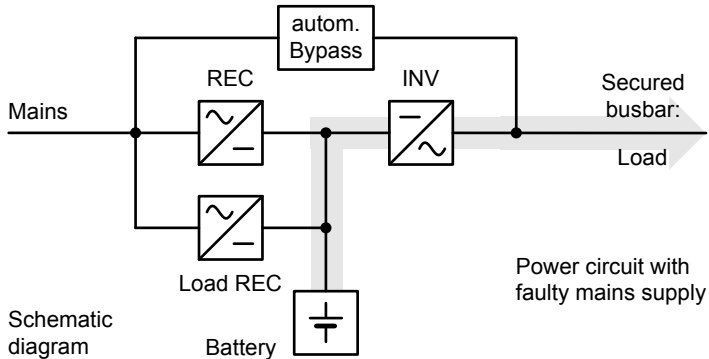 autom.
Bypass
REC
INV
Secured
busbar:
Mains
Load
Load REC
Power circuit with
faulty mains supply
Schematic
diagram
Battery